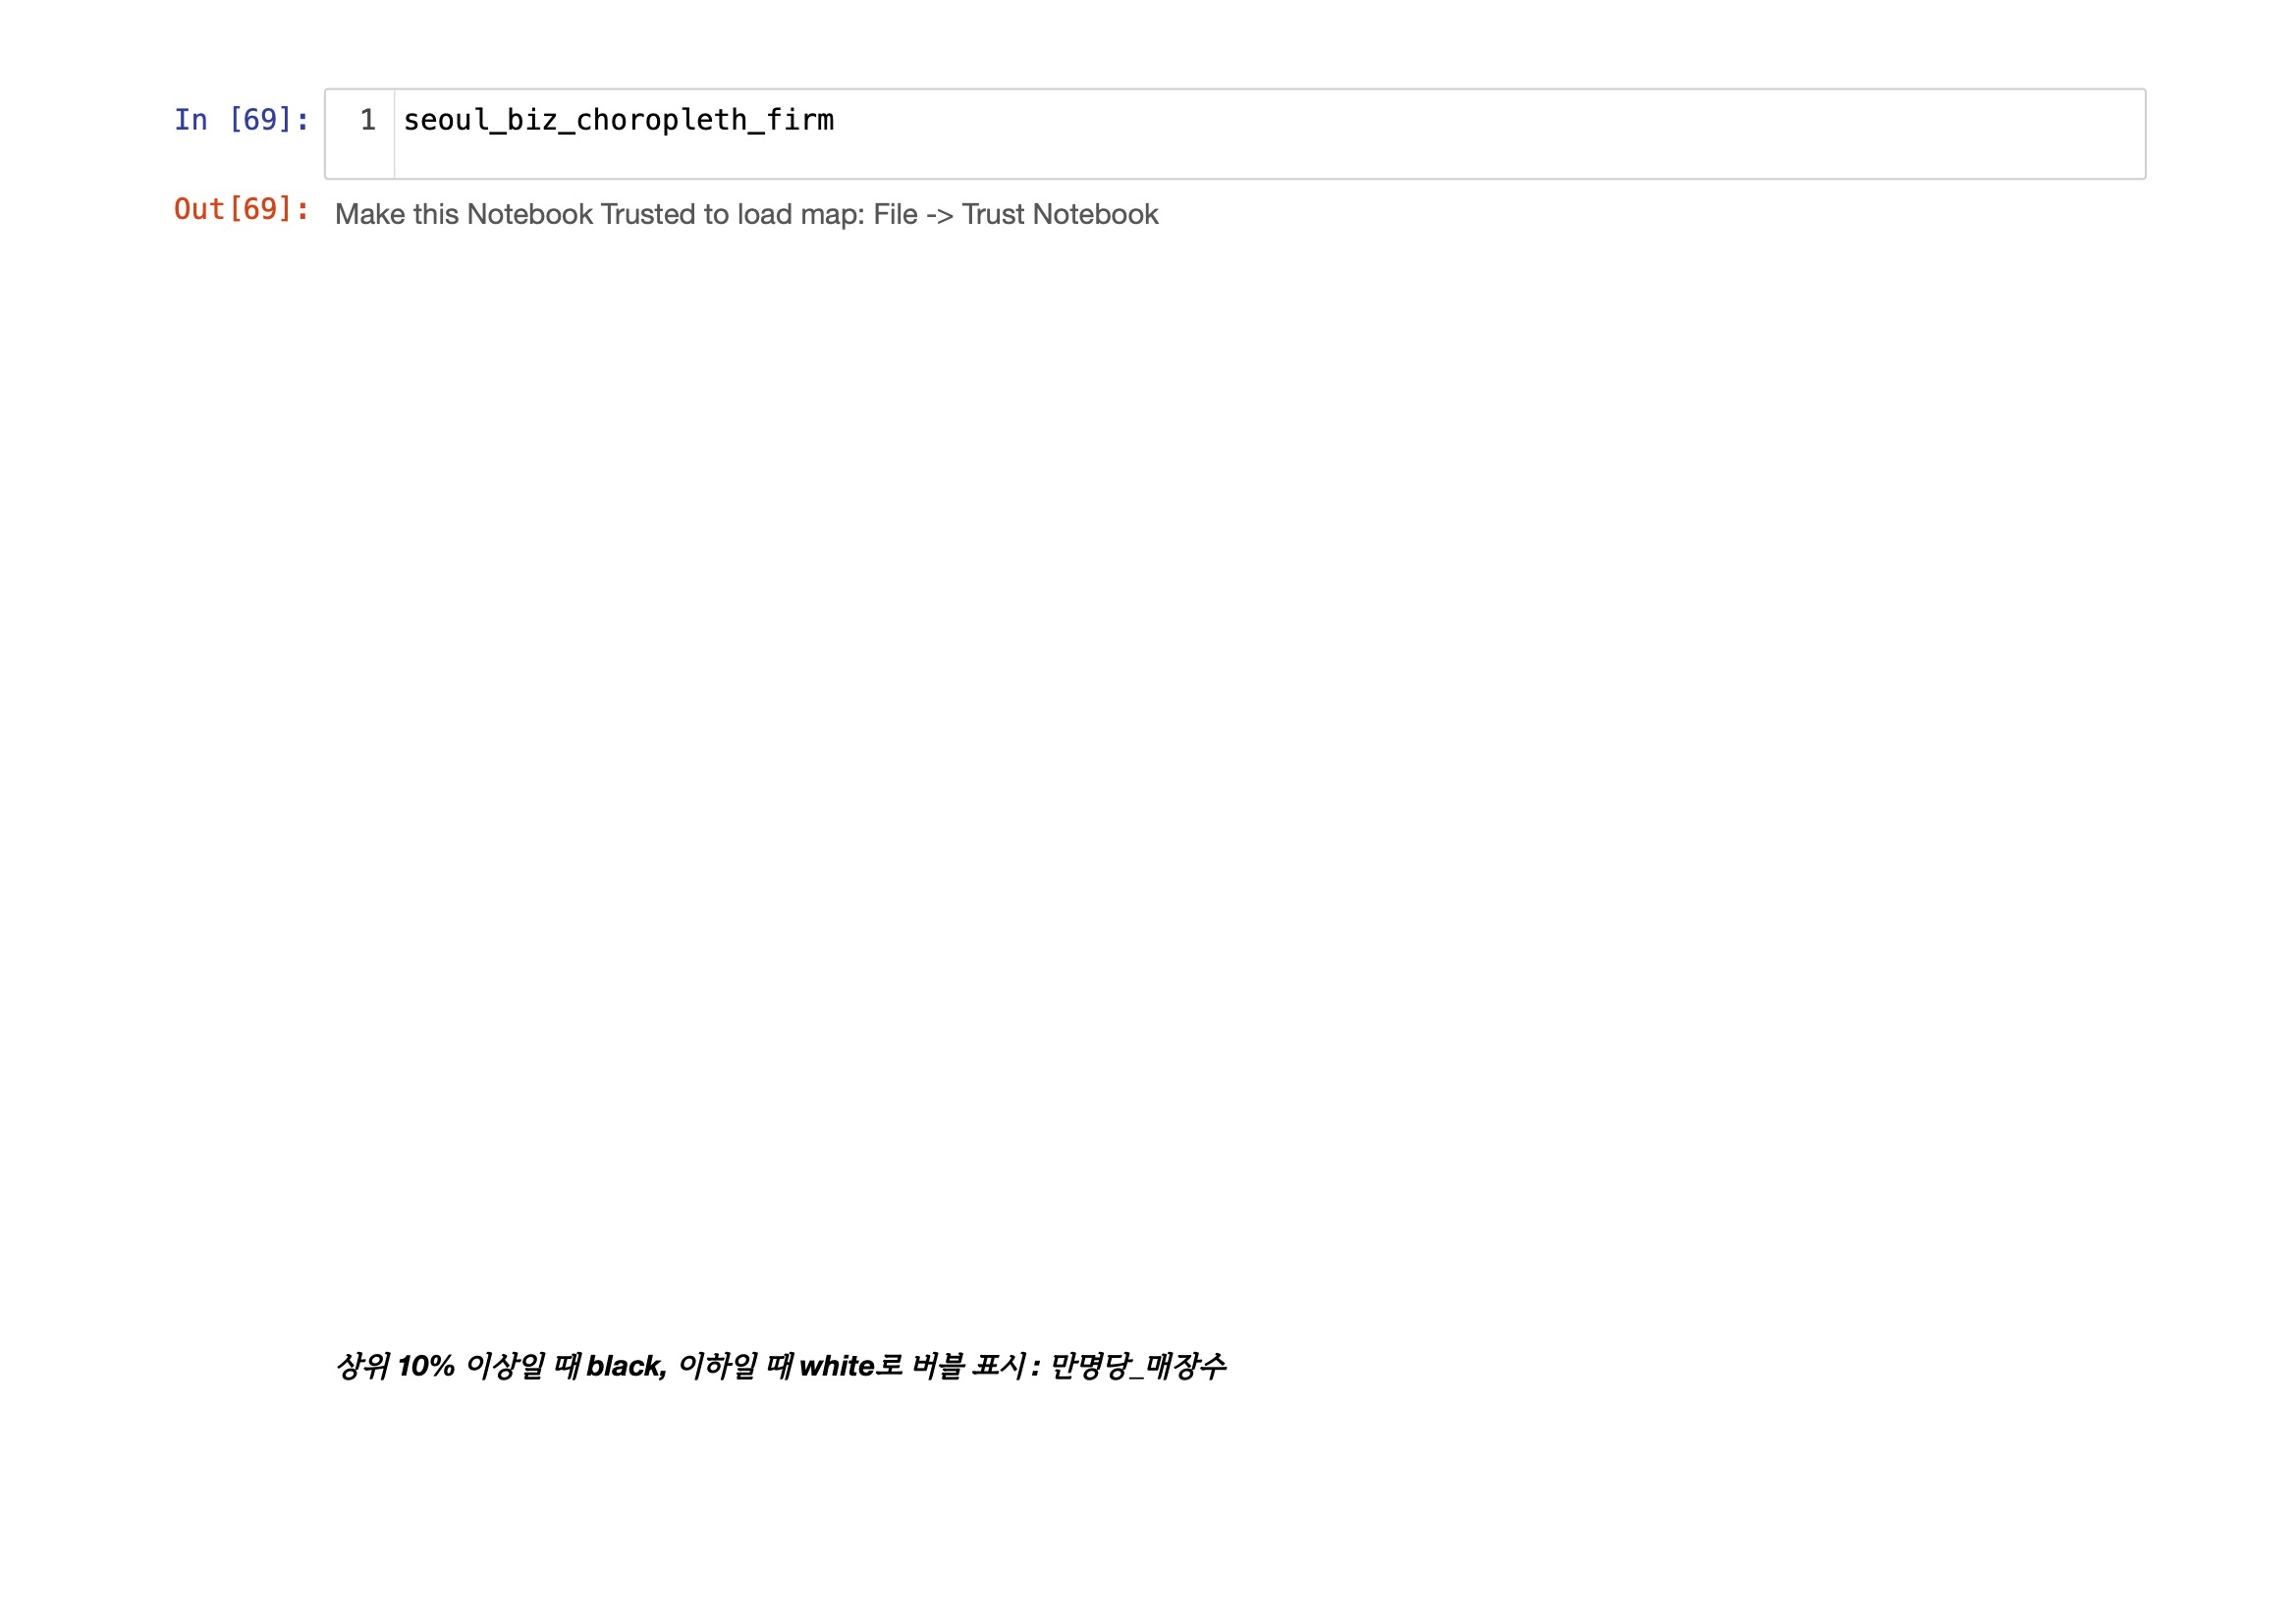 In [69]: 1 seoul_biz_choropleth_firm
Out[69]: Make this Notebook Trusted to load map: File -> Trust Notebook
상위 10% 이상일 때 black, 이하일 때 white로 버블 표시 : 만명당_매장수